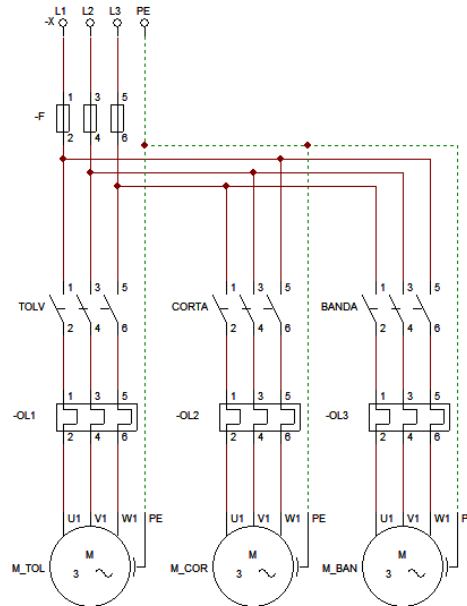 L1 L2 L3 PE
-X
1 3 5
-F
2 4 6
1 3 5 1 3 5 1 3 5
TOLV CORTA BANDA
2 4 6 2 4 6 2 4 6
1 3 5 1 3 5 1 3 5
-OL1 -OL2 -OL3
2 4 6 2 4 6 2 4 6
U1 V1 W1 PE U1 V1 W1 PE U1 V1 W1
M M M
M_TOL M_COR M_BAN
3 3 3